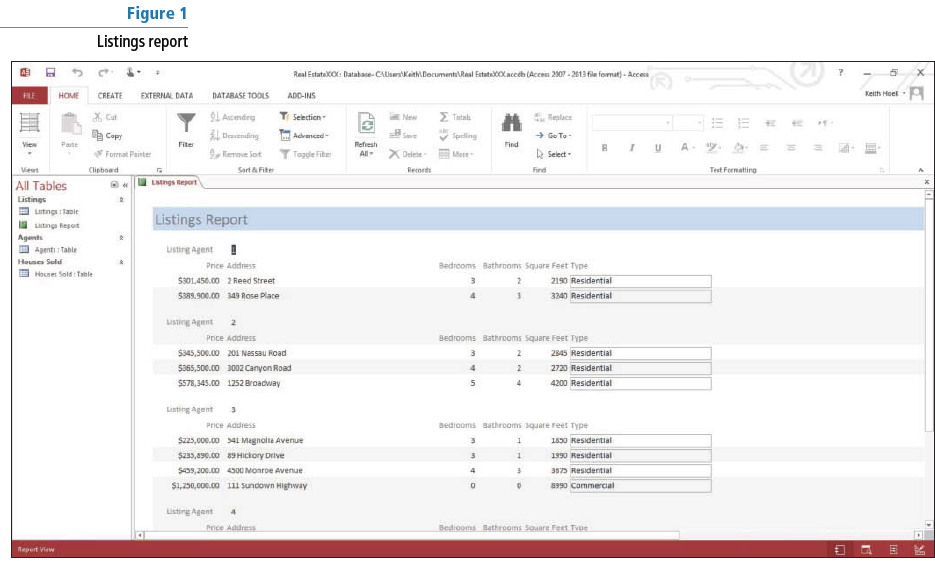 Figure 1
Listings report
Real EstateXXX : Database- C:\Users\Keith\Documents\Real EstateXXX.accdb (Access 2007 - 2013 file format) - Access
FILE HOME CREATE EXTERNAL DATA DATABASE TOOLS ADD-INS
Keith Hoell
View
Paste
Cut
Copy
Format Painter
Filter
Ascending
Descending
Remove Sort
Selection
Advanced
Toggle Filter
Refresh
All
New
Save
Delete
Totals
Spelling
More
Find
Replace
Go To
Select
B I U A
Views Clipboard Sort & Filter Records Find Text Formatting
All Tables
Listings
Listings : Table
Listings Report
Agents
Agents : Table
Houses Sold
Houses Sold : Table
Listings Report
Listings Report
Listing Agent 1
Price Address Bedrooms Bathrooms Square Feet Type
$301,450.00 2 Reed Street 3 2 2190 Residential
$389,900.00 349 Rose Place 4 3 3240 Residential
Listing Agent 2
Price Address Bedrooms Bathrooms Square Feet Type
$345,500.00 201 Nassau Road 3 2 2845 Residential
$365,500.00 3002 Canyon Road 4 2 2720 Residential
$578,345.00 1252 Broadway 5 4 4200 Residential
Listing Agent 3
Price Address Bedrooms Bathrooms Square Feet Type
$225,000.00 541 Magnolia Avenue 3 1 1850 Residential
$235,890.00 89 Hickory Drive 3 1 1990 Residential
$459,200.00 4500 Monroe Avenue 4 3 3675 Residential
$1,250,000.00 111 Sundown Highway 0 0 8990 Commercial
Listing Agent 4
Price Address Bedrooms Bathrooms Square Feet Type
Report View